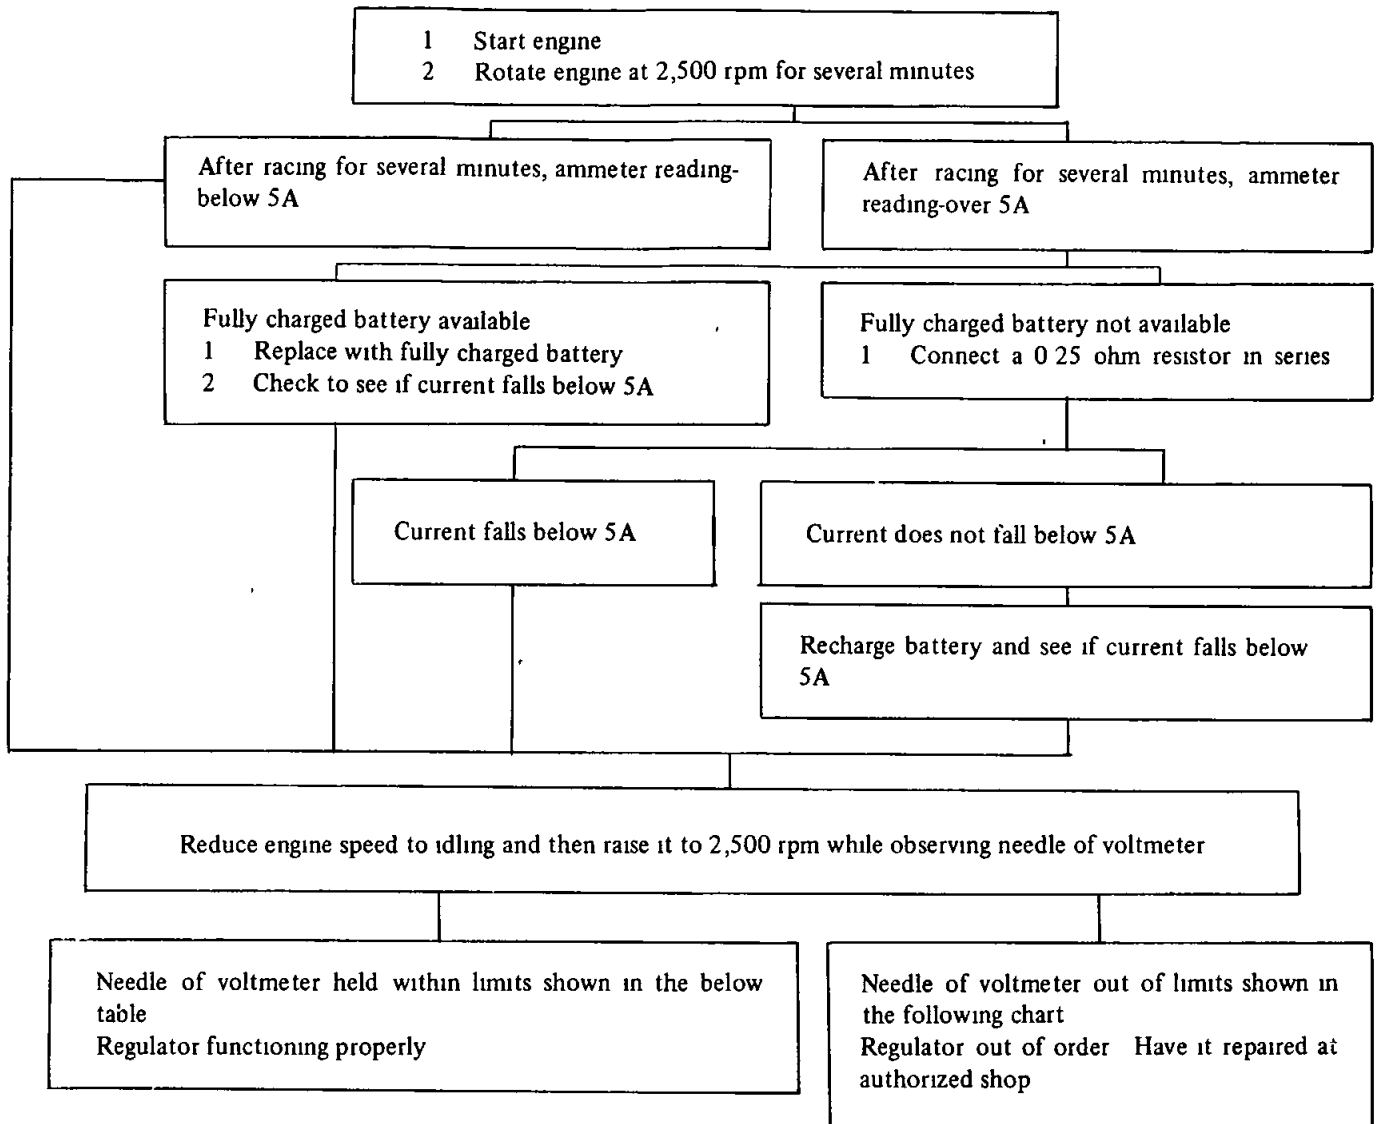 1 Start engine
2 Rotate engine at 2,500 rpm for several minutes
After racing for several minutes, ammeter reading-
below 5A
After racing for several minutes, ammeter
reading-over 5A
Fully charged battery available
1 Replace with fully charged battery
2 Check to see if current falls below 5A
Fully charged battery not available
1 Connect a 0 25 ohm resistor in series
Current falls below 5A
Current does not fall below 5A
Recharge battery and see if current falls below
5A
Reduce engine speed to idling and then raise it to 2,500 rpm while observing needle of voltmeter
Needle of voltmeter held within limits shown in the below
table
Regulator functioning properly
Needle of voltmeter out of limits shown in
the following chart
Regulator out of order Have it repaired at
authorized shop